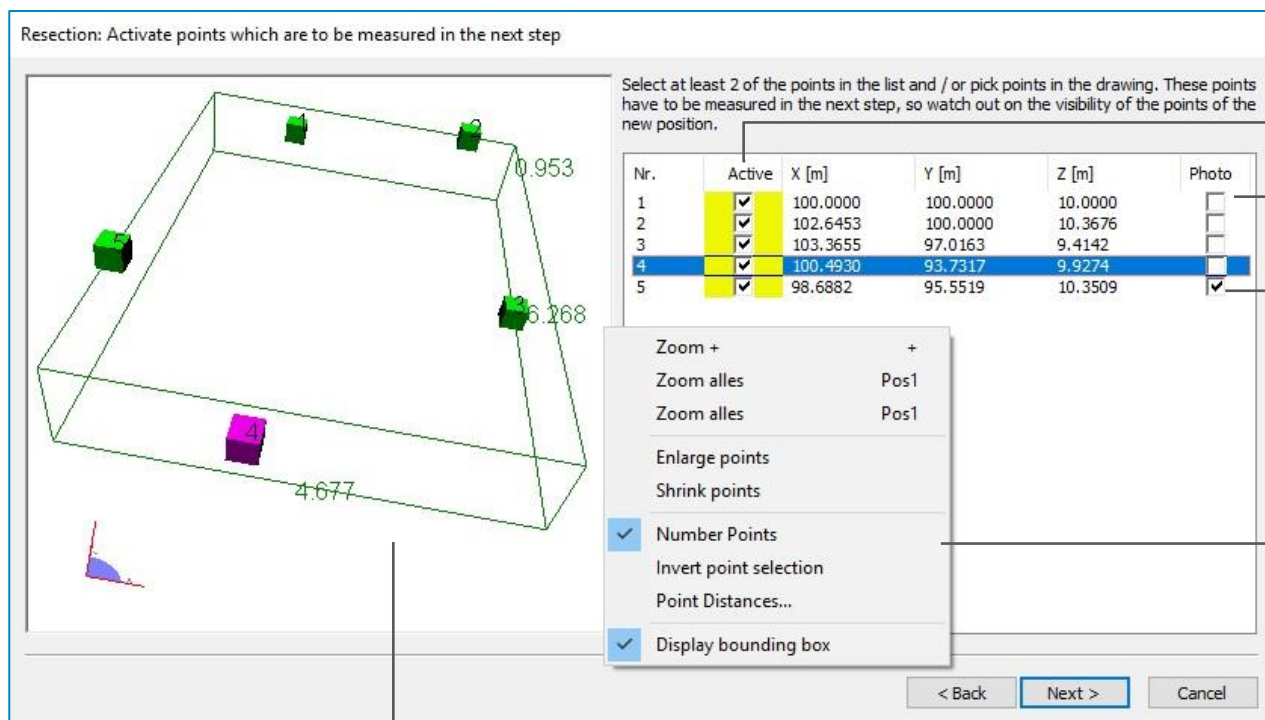 Resection: Activate points which are to be measured in the next step
Select at least 2 of the points in the list and / or pick points in the drawing. These points
have to be measured in the next step, so watch out on the visibility of the points of the
new position.
Nr. Active X [m] Y [m] Z [m] Photo
1 100.0000 100.0000 10.0000
2 102.6453 100.0000 10.3676
3 103.3655 97.0163 9.4142
4 100.4930 93.7317 9.9274
5 98.6882 95.5519 10.3509
1
2
0.953
5
3
6.268
4
4.677
Zoom + +
Zoom alles Pos1
Zoom alles Pos1
Enlarge points
Shrink points
Number Points
Invert point selection
Point Distances...
Display bounding box
< Back Next > Cancel